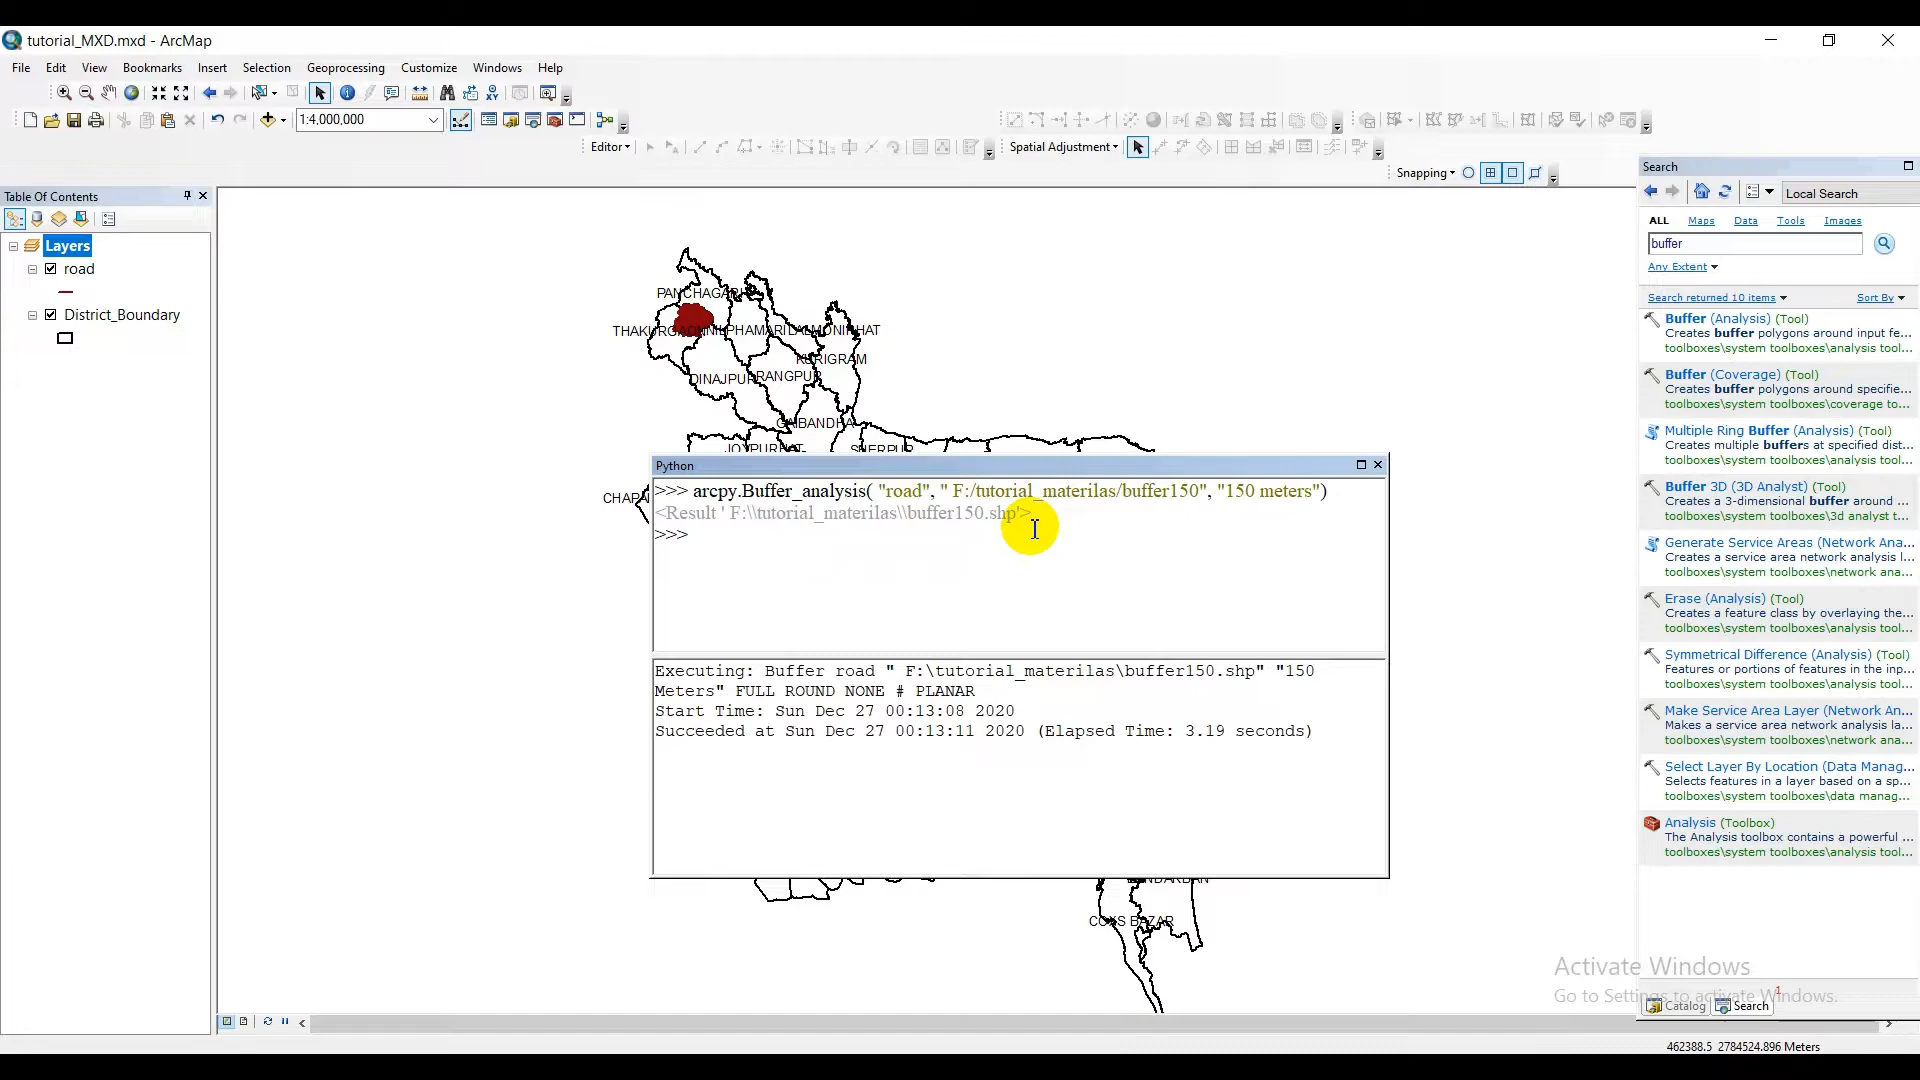 tutorial_MXD.mxd - ArcMap
File Edit View Bookmarks Insert Selection Geoprocessing Customize Windows Help
1:4,000,000
Editor
Spatial Adjustment
Snapping
Table Of Contents
Layers
road
District_Boundary
KURIGRAM
DINAJPUR
RANGPUR
GAIBANDHA
COXS BAZAR
Python
>>> arcpy.Buffer_analysis( "road", " F:/tutorial_materilas/buffer150", "150 meters")
<Result ' F:\\tutorial_materilas\\buffer150.shp'>
>>>
Executing: Buffer road " F:\tutorial_materilas\buffer150.shp" "150
Meters" FULL ROUND NONE # PLANAR
Start Time: Sun Dec 27 00:13:08 2020
Succeeded at Sun Dec 27 00:13:11 2020 (Elapsed Time: 3.19 seconds)
Search
Local Search
ALL Maps Data Tools Images
buffer
Any Extent
Search returned 10 items Sort By
Buffer (Analysis) (Tool)
Creates buffer polygons around input fe...
toolboxes\system toolboxes\analysis tool...
Buffer (Coverage) (Tool)
Creates buffer polygons around specifie...
toolboxes\system toolboxes\coverage to...
Multiple Ring Buffer (Analysis) (Tool)
Creates multiple buffers at specified dist...
toolboxes\system toolboxes\analysis tool...
Buffer 3D (3D Analyst) (Tool)
Creates a 3-dimensional buffer around ...
toolboxes\system toolboxes\3d analyst t...
Generate Service Areas (Network Ana...
Creates a service area network analysis l...
toolboxes\system toolboxes\network ana...
Erase (Analysis) (Tool)
Creates a feature class by overlaying the...
toolboxes\system toolboxes\analysis tool...
Symmetrical Difference (Analysis) (Tool)
Features or portions of features in the inp...
toolboxes\system toolboxes\analysis tool...
Make Service Area Layer (Network An...
Makes a service area network analysis la...
toolboxes\system toolboxes\network ana...
Select Layer By Location (Data Manag...
Selects features in a layer based on a sp...
toolboxes\system toolboxes\data manag...
Analysis (Toolbox)
The Analysis toolbox contains a powerful ...
toolboxes\system toolboxes\analysis tool...
Activate Windows
Go to Settings to activate Windows.
1
Catalog Search
462388.5 2784524.896 Meters